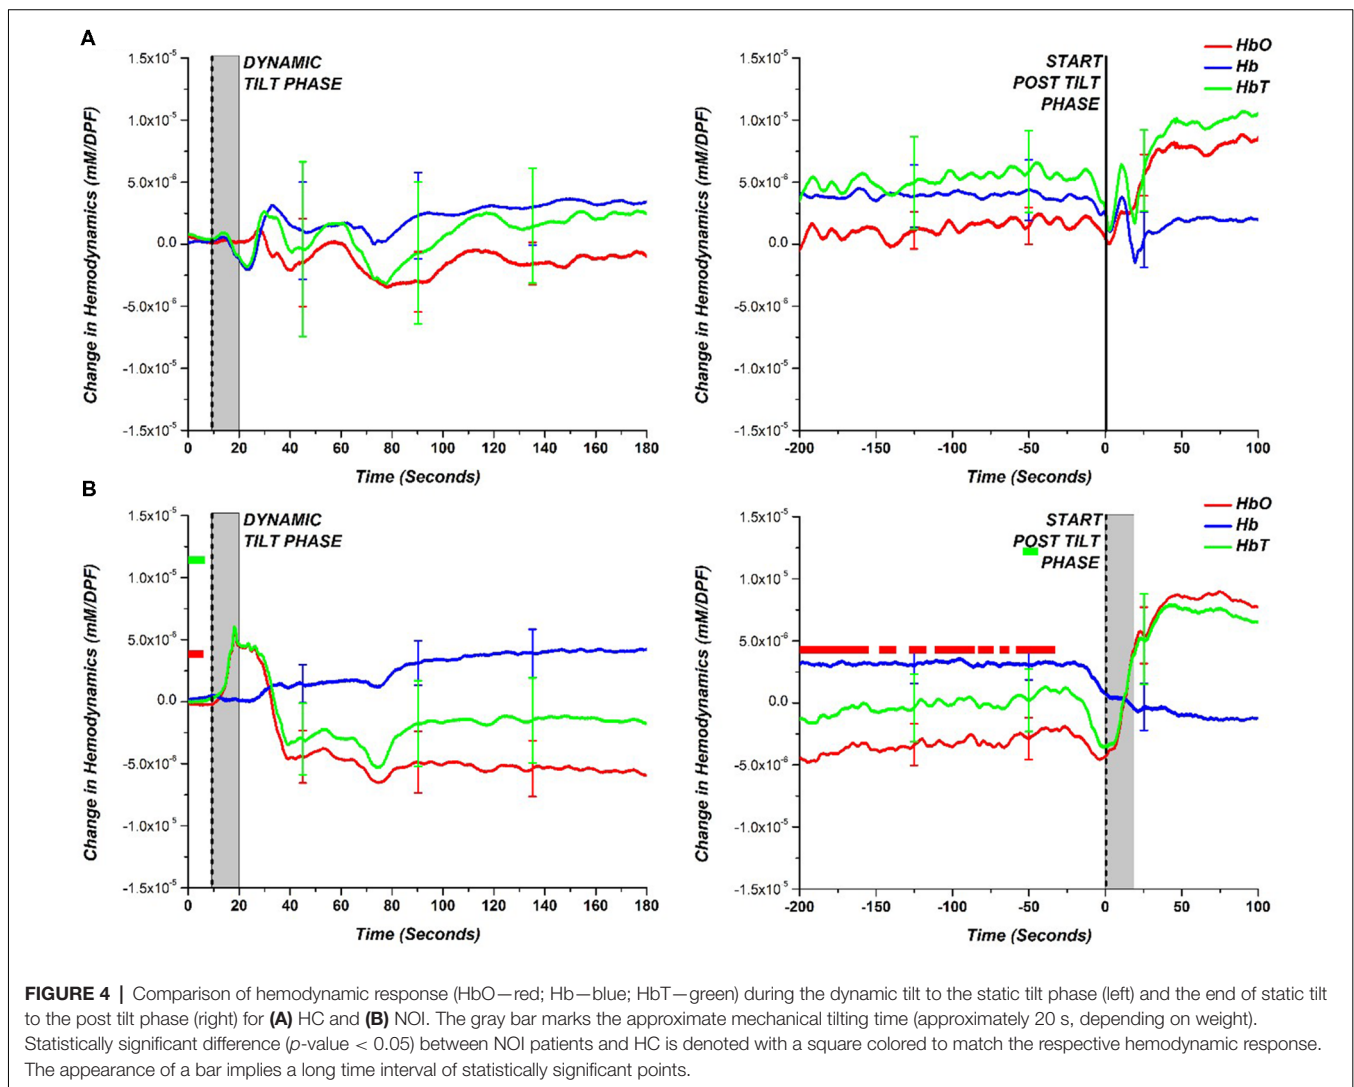 A
1.5x10-5
1.0x10-5
5.0x10-6
0.0
-5.0x10-6
-1.0x10-5
-1.5x10-5
Change in Hemodynamics (mM/DPF)
DYNAMIC
TILT PHASE
0 20 40 60 80 100 120 140 160 180
Time (Seconds)
1.5x10-5
1.0x10-5
5.0x10-6
0.0
-5.0x10-6
-1.0x10-5
-1.5x10-5
Change in Hemodynamics (mM/DPF)
START
POST TILT
PHASE
HbO
Hb
HbT
-200 -150 -100 -50 0 50 100
Time (Seconds)
B
1.5x10-5
1.0x10-5
5.0x10-6
0.0
-5.0x10-6
-1.0x10-5
-1.5x10-5
Change in Hemodynamics (mM/DPF)
DYNAMIC
TILT PHASE
0 20 40 60 80 100 120 140 160 180
Time (Seconds)
1.5x10-5
1.0x10-5
5.0x10-6
0.0
-5.0x10-6
-1.0x10-5
-1.5x10-5
Change in Hemodynamics (mM/DPF)
START
POST TILT
PHASE
HbO
Hb
HbT
-200 -150 -100 -50 0 50 100
Time (Seconds)
FIGURE 4 | Comparison of hemodynamic response (HbO—red; Hb—blue; HbT—green) during the dynamic tilt to the static tilt phase (left) and the end of static tilt
to the post tilt phase (right) for (A) HC and (B) NOI. The gray bar marks the approximate mechanical tilting time (approximately 20 s, depending on weight).
Statistically significant difference (p-value < 0.05) between NOI patients and HC is denoted with a square colored to match the respective hemodynamic response.
The appearance of a bar implies a long time interval of statistically significant points.